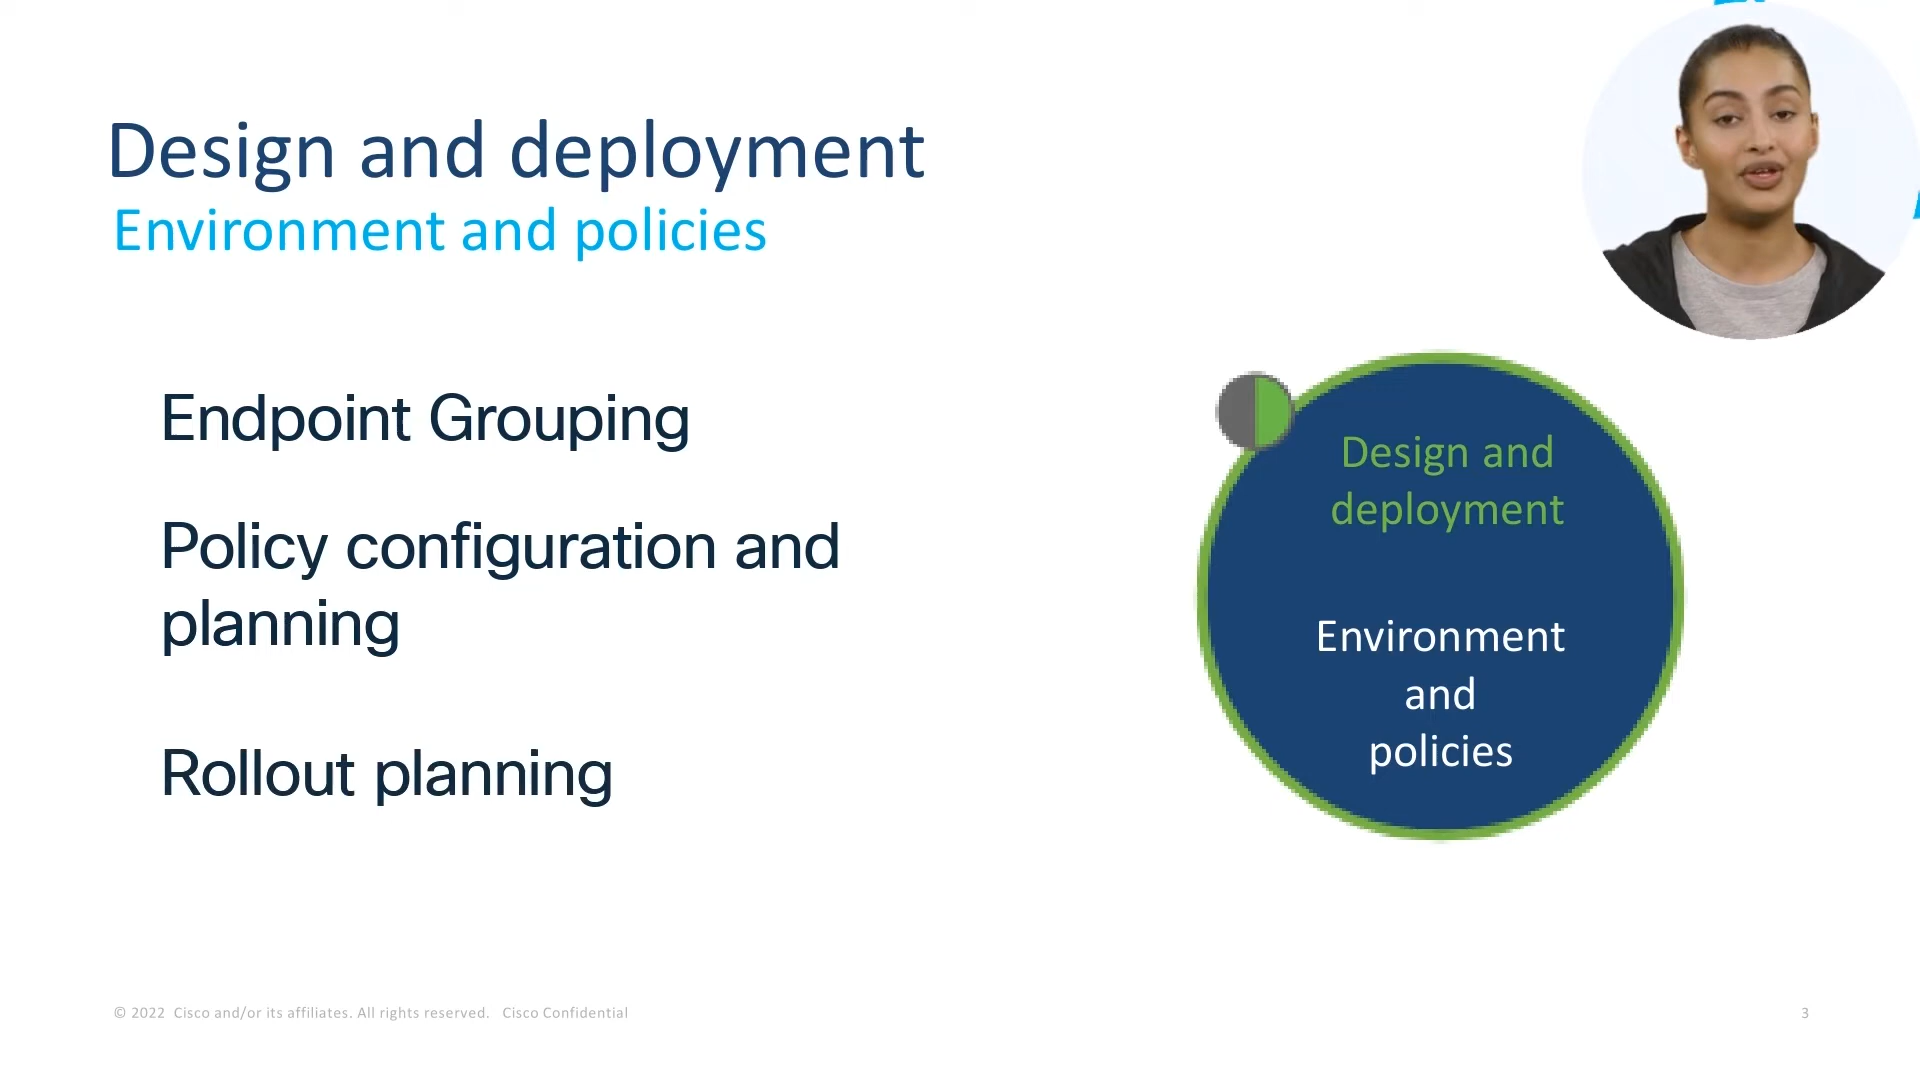 Design and deployment
Environment and policies
Endpoint Grouping
Policy configuration and
planning
Rollout planning
Design and
deployment
Environment
and
policies
© 2022 Cisco and/or its affiliates. All rights reserved. Cisco Confidential
3